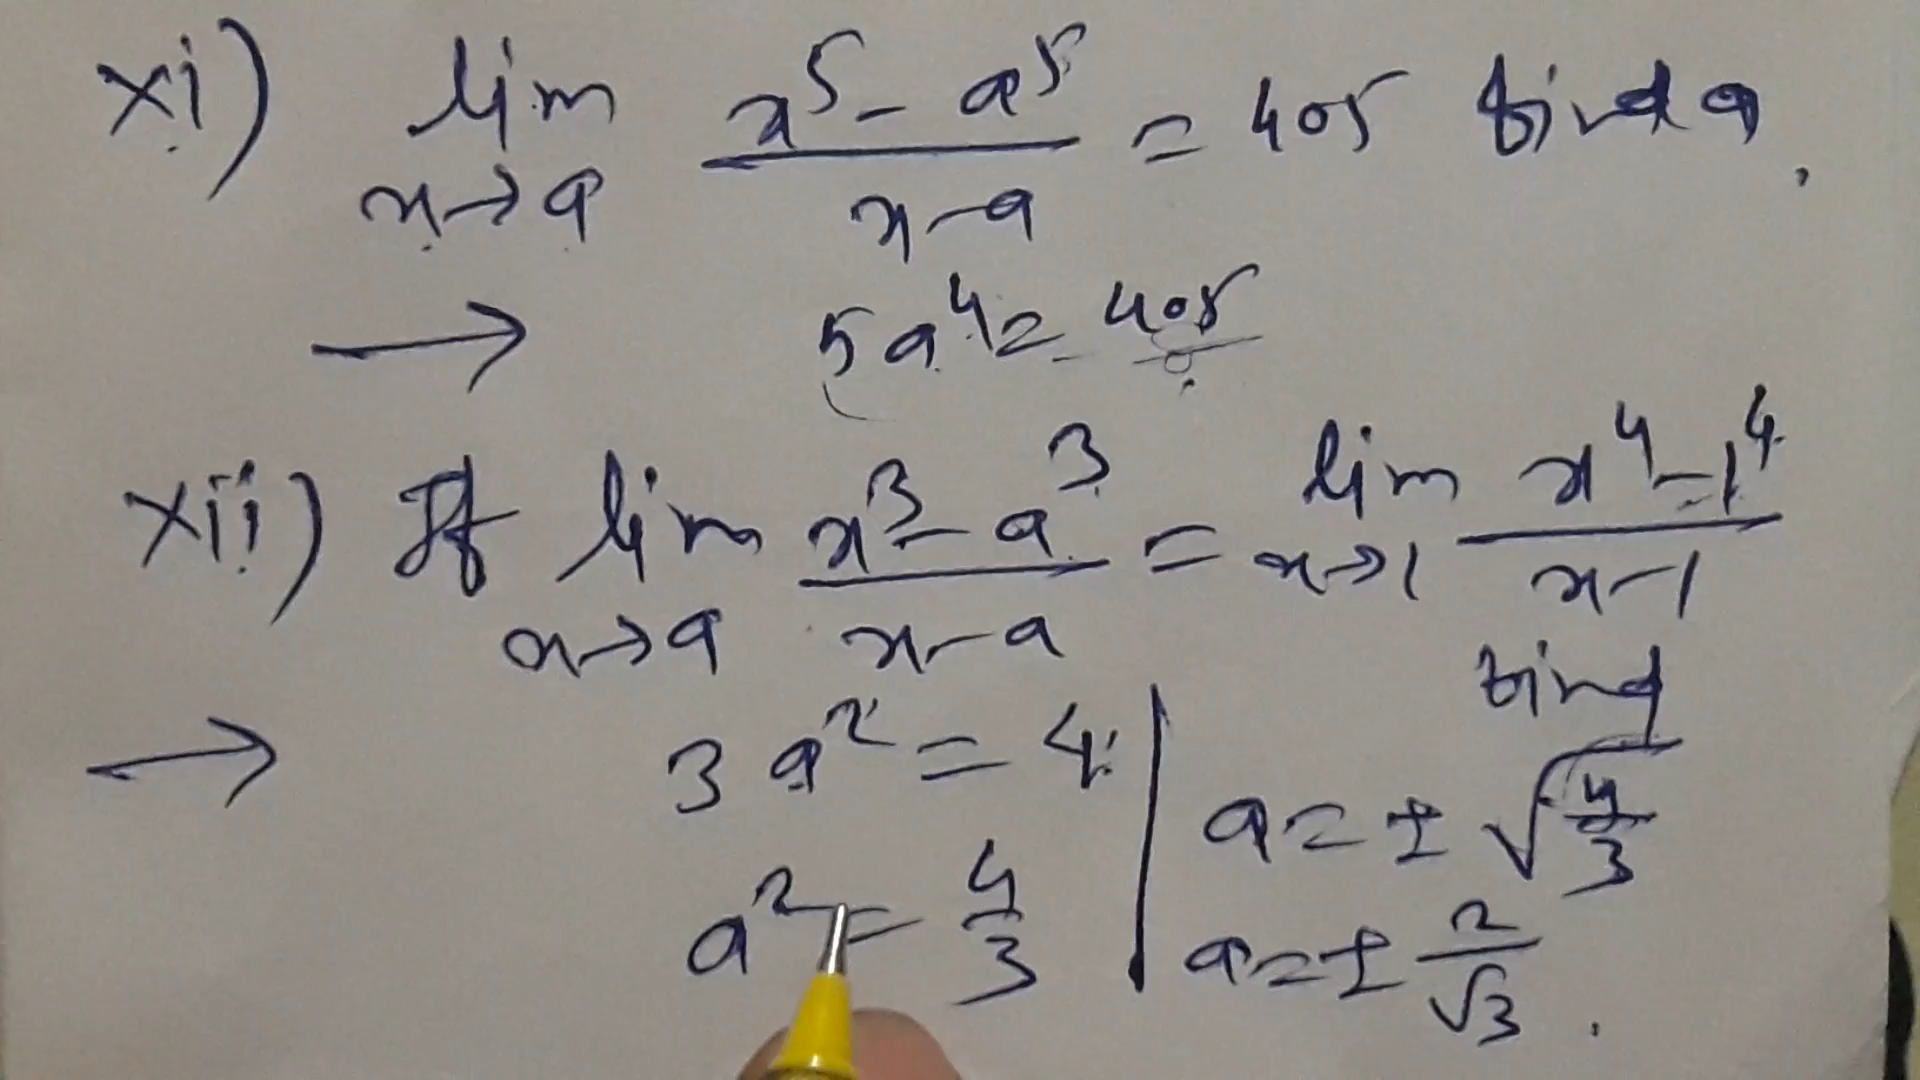 xi) lim x→a (x⁵ - a⁵)/(x-a) = 405 find a.
→ 5a⁴ = 405
xii) If lim x→a (x³ - a³)/(x-a) = lim x→1 (x⁴ - 1⁴)/(x-1)
find
→ 3a² = 4
a² = 4/3
a = ± √(4/3)
a = ± 2/√3.